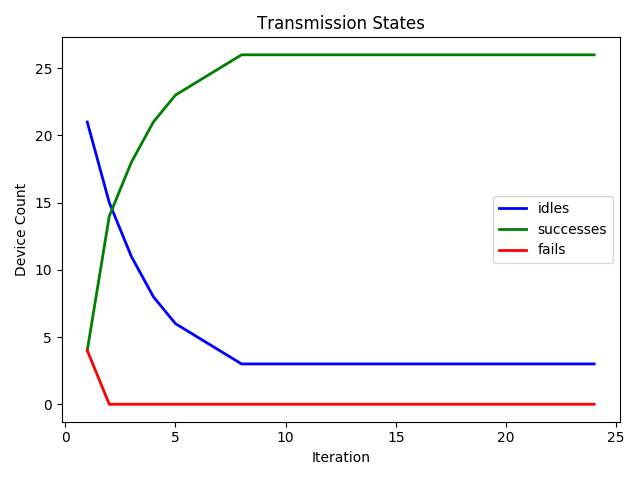 Transmission States
Device Count
25
20
15
10
5
0
idles
successes
fails
0 5 10 15 20 25
Iteration